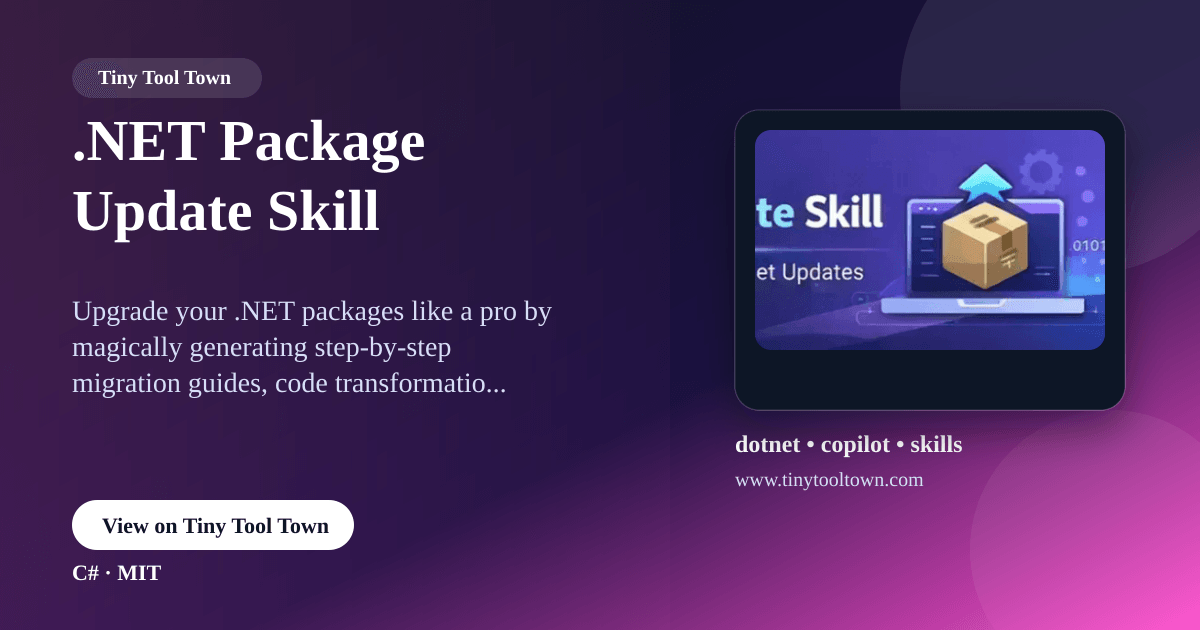 Tiny Tool Town
.NET Package
Update Skill
Upgrade your .NET packages like a pro by
magically generating step-by-step
migration guides, code transformatio...
View on Tiny Tool Town
C# · MIT
te Skill
et Updates
0101
dotnet • copilot • skills
www.tinytooltown.com